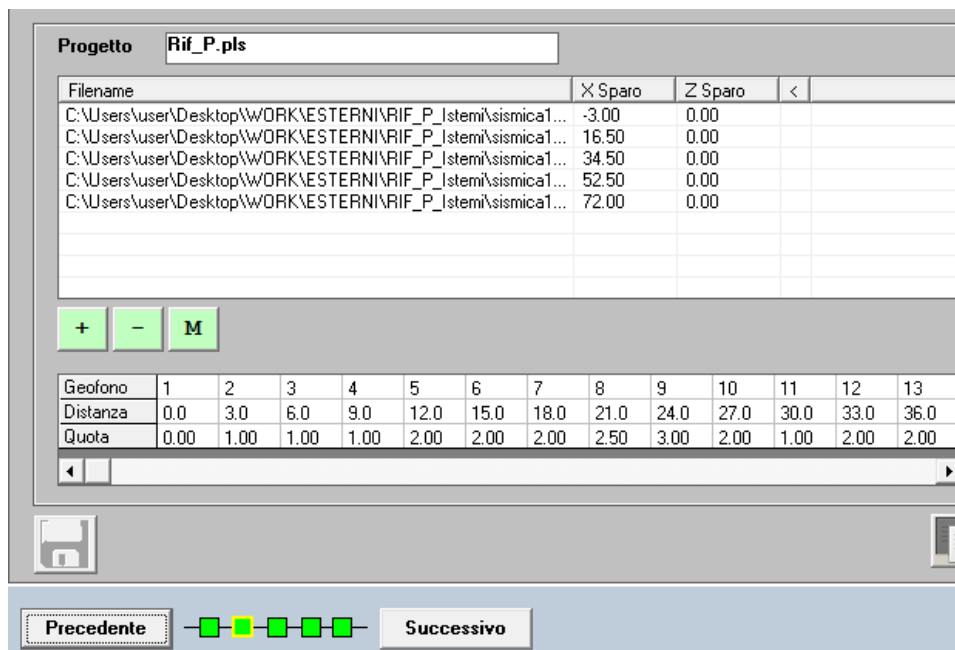 Progetto Rif_P.pls
Filename X Sparo Z Sparo <
C:\Users\user\Desktop\WORK\ESTERNI\RIF_P_Istemi\sismica1... -3.00 0.00
C:\Users\user\Desktop\WORK\ESTERNI\RIF_P_Istemi\sismica1... 16.50 0.00
C:\Users\user\Desktop\WORK\ESTERNI\RIF_P_Istemi\sismica1... 34.50 0.00
C:\Users\user\Desktop\WORK\ESTERNI\RIF_P_Istemi\sismica1... 52.50 0.00
C:\Users\user\Desktop\WORK\ESTERNI\RIF_P_Istemi\sismica1... 72.00 0.00
+ - M
Geofono 1 2 3 4 5 6 7 8 9 10 11 12 13
Distanza 0.0 3.0 6.0 9.0 12.0 15.0 18.0 21.0 24.0 27.0 30.0 33.0 36.0
Quota 0.00 1.00 1.00 1.00 2.00 2.00 2.00 2.50 3.00 2.00 1.00 2.00 2.00
Precedente Successivo